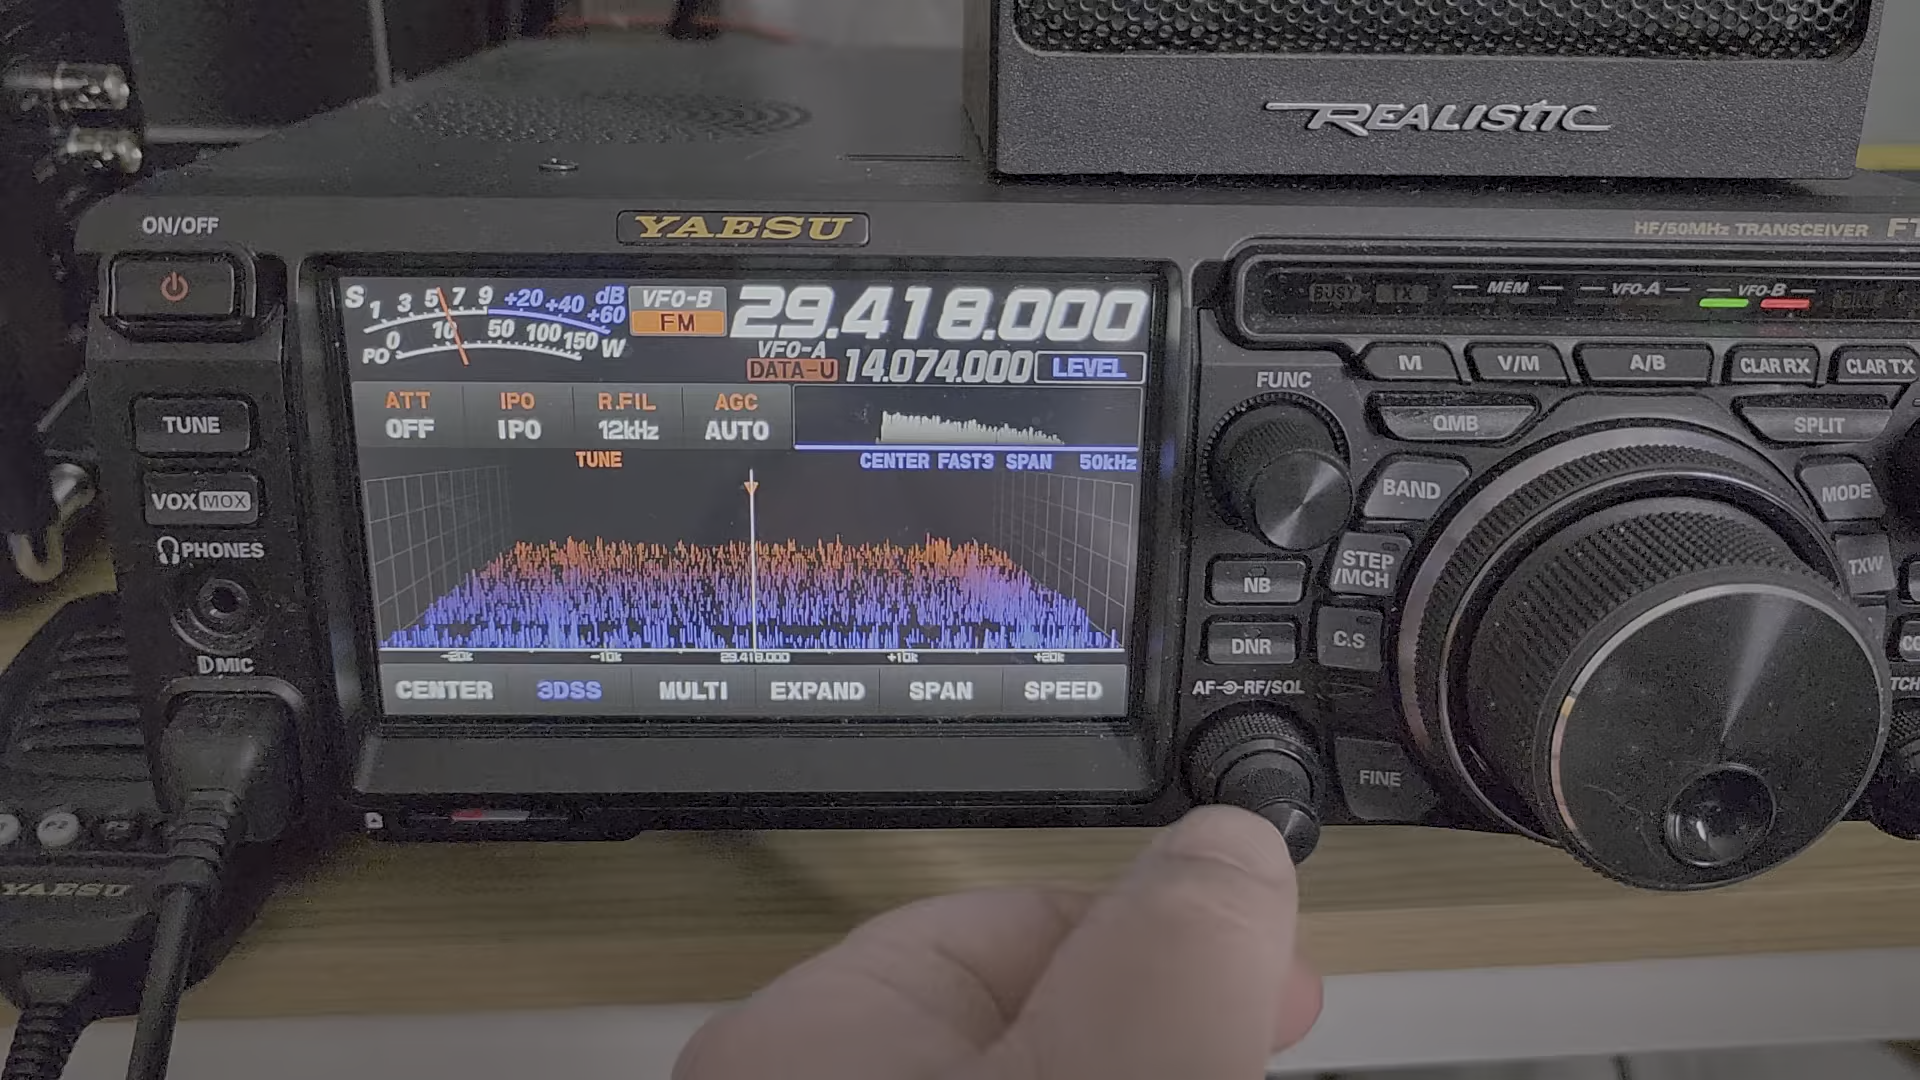 REALISTIC
ON/OFF
YAESU
HF/50MHz TRANSCEIVER FT
S 1 3 5 7 9 +20 +40 +60 dB
PO 0 10 50 100 150 W
VFO-B
FM
29.418.000
VFO-A
DATA-U
14.074.000
LEVEL
BUSY TX MEM VFO-A VFO-B
M V/M A/B CLAR RX CLAR TX
FUNC
QMB SPLIT
TUNE
ATT IPO R.FIL AGC
OFF IPO 12kHz AUTO
TUNE
CENTER FAST3 SPAN 50kHz
BAND MODE
VOX MOX
PHONES
STEP
/MCH
TXW
NB
DNR
C.S
MIC
-20k -10k 29.418.000 +10k +20k
AF RF/SQL
CENTER 3DSS MULTI EXPAND SPAN SPEED
FINE
YAESU